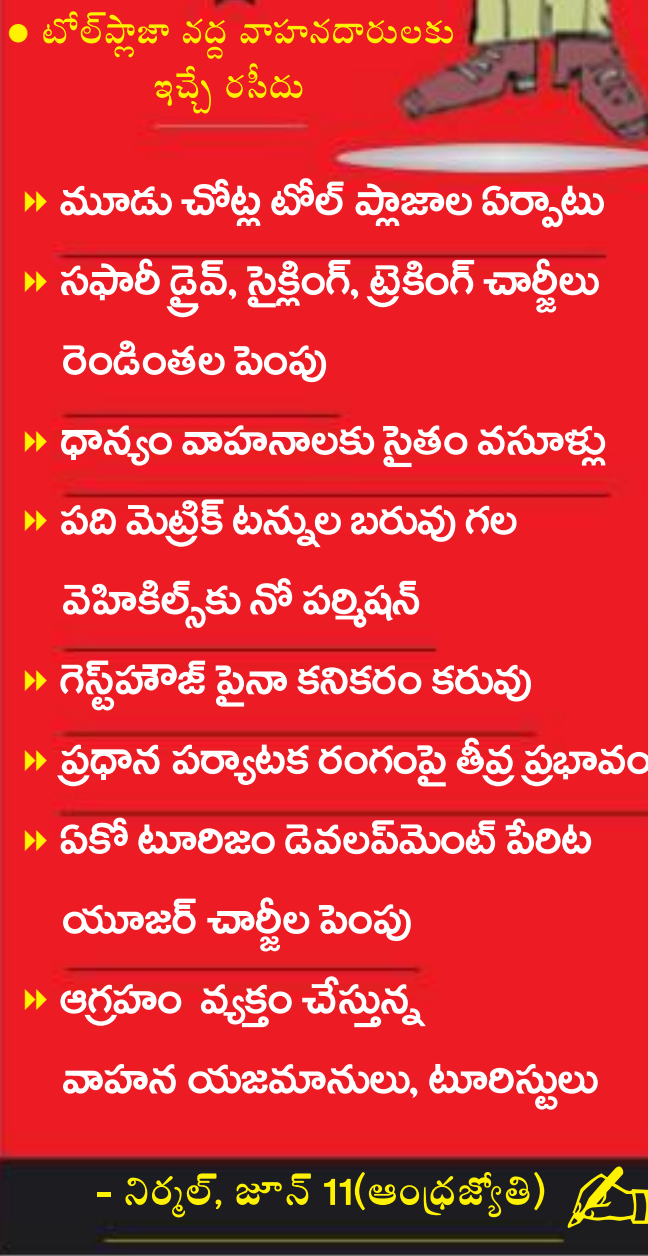 ● టోల్‌ప్లాజా వద్ద వాహనదారులకు
ఇచ్చే రసీదు
మూడు చోట్ల టోల్ ప్లాజాల ఏర్పాటు
సఫారీ డ్రైవ్, సైక్లింగ్, ట్రెకింగ్ చార్జీలు
రెండింతల పెంపు
ధాన్యం వాహనాలకు సైతం వసూళ్లు
పది మెట్రిక్ టన్నుల బరువు గల
వెహికిల్స్‌కు నో పర్మిషన్
గెస్ట్‌హౌజ్ పైనా కనికరం కరువు
ప్రధాన పర్యాటక రంగంపై తీవ్ర ప్రభావం
ఏకో టూరిజం డెవలప్‌మెంట్ పేరిట
యూజర్ చార్జీల పెంపు
ఆగ్రహం వ్యక్తం చేస్తున్న
వాహన యజమానులు, టూరిస్టులు
- నిర్మల్, జూన్ 11(ఆంధ్రజ్యోతి)